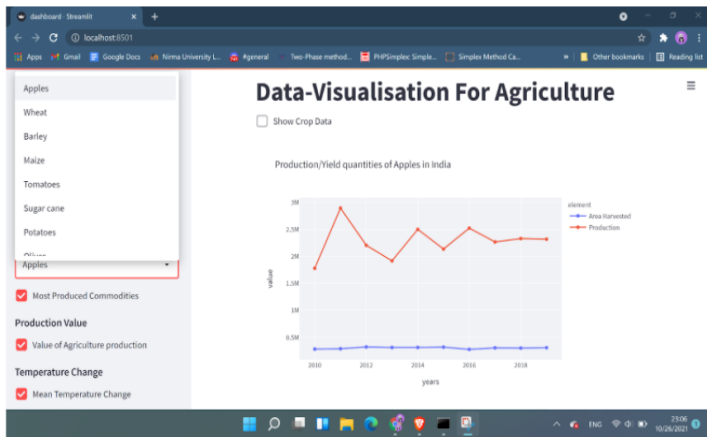 dashboard · Streamlit
localhost:8501
Apps Gmail Google Docs Nirma University L... #general Two-Phase method... PHPSimplex Simple... Simplex Method Ca... » Other bookmarks Reading list
Apples
Wheat
Barley
Maize
Tomatoes
Sugar cane
Potatoes
Olives
Apples
Most Produced Commodities
Production Value
Value of Agriculture production
Temperature Change
Mean Temperature Change
Data-Visualisation For Agriculture
Show Crop Data
Production/Yield quantities of Apples in India
3M
2.5M
2M
1.5M
1M
0.5M
value
2010 2012 2014 2016 2018
years
element
Area Harvested
Production
ENG
23:06
10/26/2021